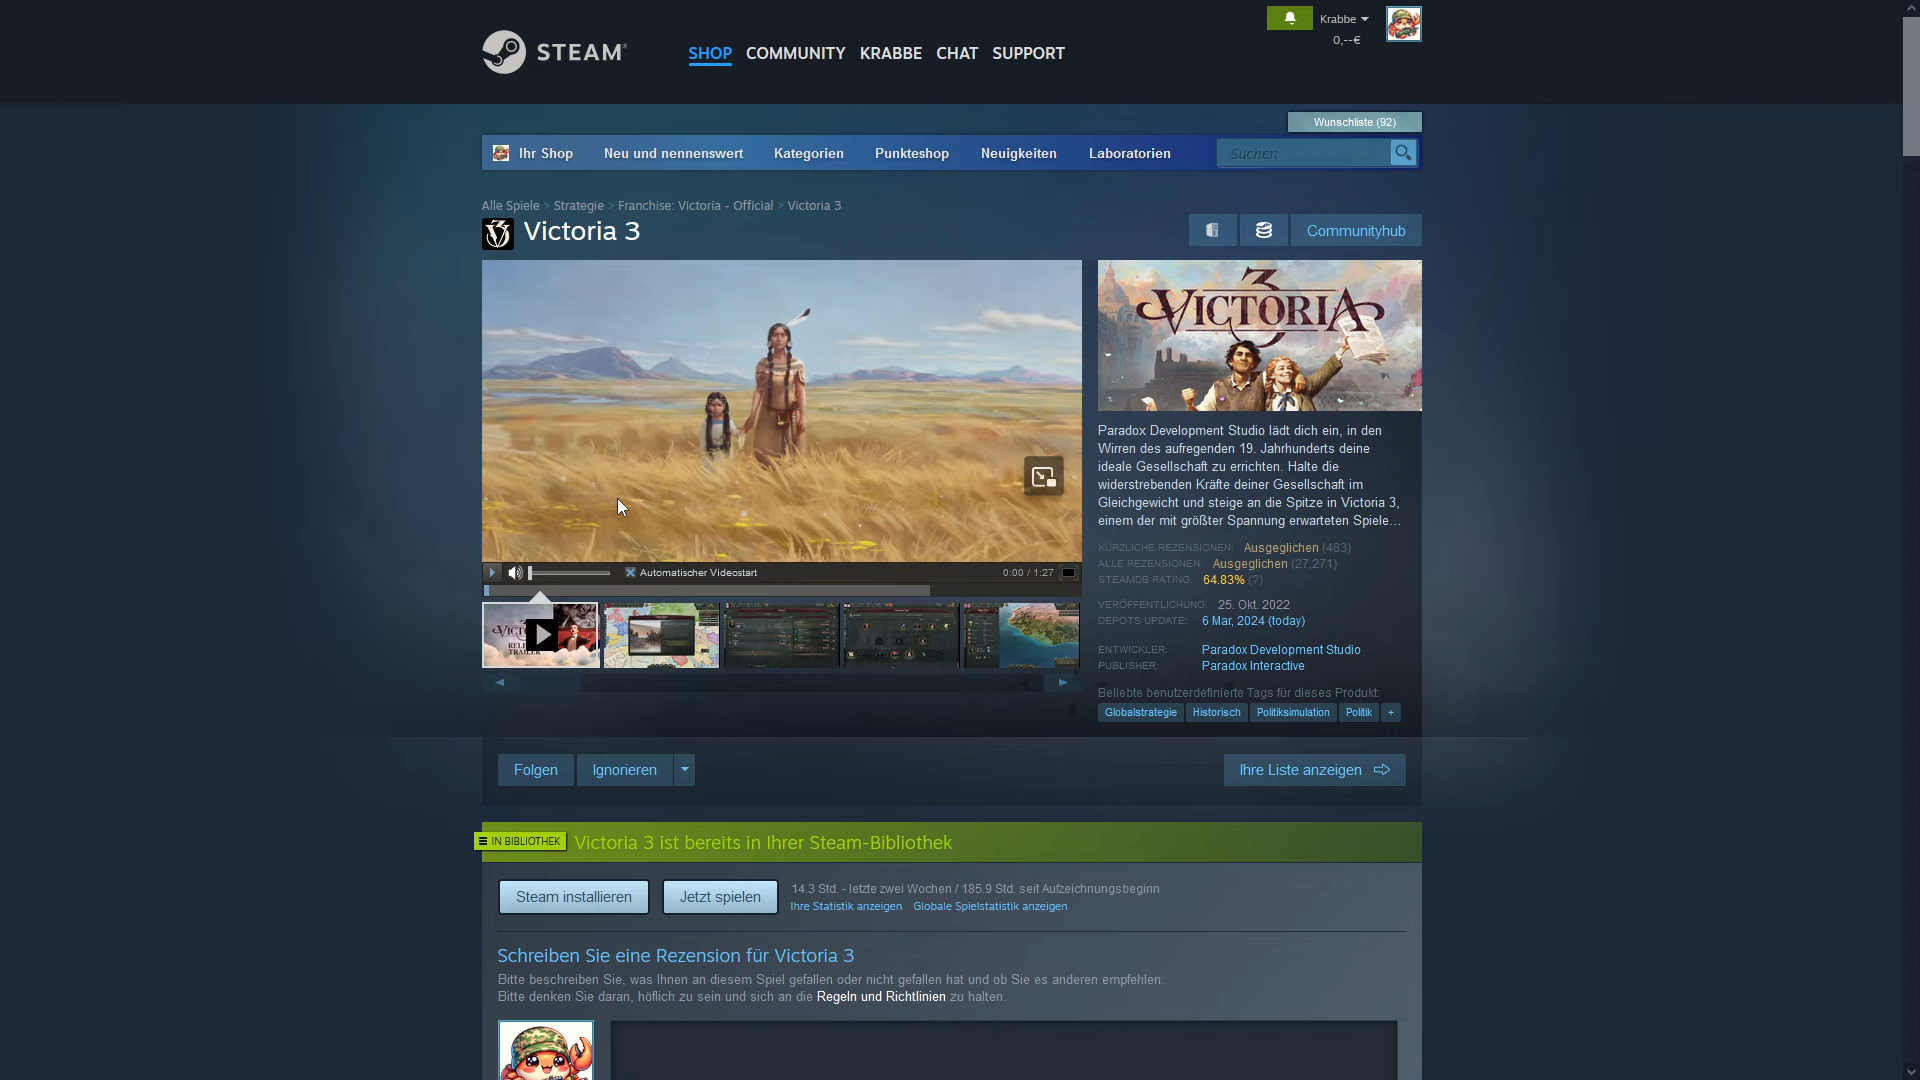 Krabbe
0,--€
STEAM
SHOP COMMUNITY KRABBE CHAT SUPPORT
Wunschliste (92)
Ihr Shop Neu und nennenswert Kategorien Punkteshop Neuigkeiten Laboratorien Suchen
Alle Spiele > Strategie > Franchise: Victoria - Official > Victoria 3
Victoria 3
Communityhub
3
VICTORIA
Paradox Development Studio lädt dich ein, in den
Wirren des aufregenden 19. Jahrhunderts deine
ideale Gesellschaft zu errichten. Halte die
widerstrebenden Kräfte deiner Gesellschaft im
Gleichgewicht und steige an die Spitze in Victoria 3,
einem der mit größter Spannung erwarteten Spiele...
KÜRZLICHE REZENSIONEN: Ausgeglichen (483)
ALLE REZENSIONEN: Ausgeglichen (27,271)
STEAMDB RATING: 64.83% (?)
VERÖFFENTLICHUNG: 25. Okt. 2022
DEPOTS UPDATE: 6 Mar, 2024 (today)
ENTWICKLER: Paradox Development Studio
PUBLISHER: Paradox Interactive
Beliebte benutzerdefinierte Tags für dieses Produkt:
Globalstrategie Historisch Politiksimulation Politik +
Automatischer Videostart 0:00 / 1:27
Folgen Ignorieren Ihre Liste anzeigen
IN BIBLIOTHEK Victoria 3 ist bereits in Ihrer Steam-Bibliothek
Steam installieren Jetzt spielen
14.3 Std. - letzte zwei Wochen / 185.9 Std. seit Aufzeichnungsbeginn
Ihre Statistik anzeigen Globale Spielstatistik anzeigen
Schreiben Sie eine Rezension für Victoria 3
Bitte beschreiben Sie, was Ihnen an diesem Spiel gefallen oder nicht gefallen hat und ob Sie es anderen empfehlen.
Bitte denken Sie daran, höflich zu sein und sich an die Regeln und Richtlinien zu halten.